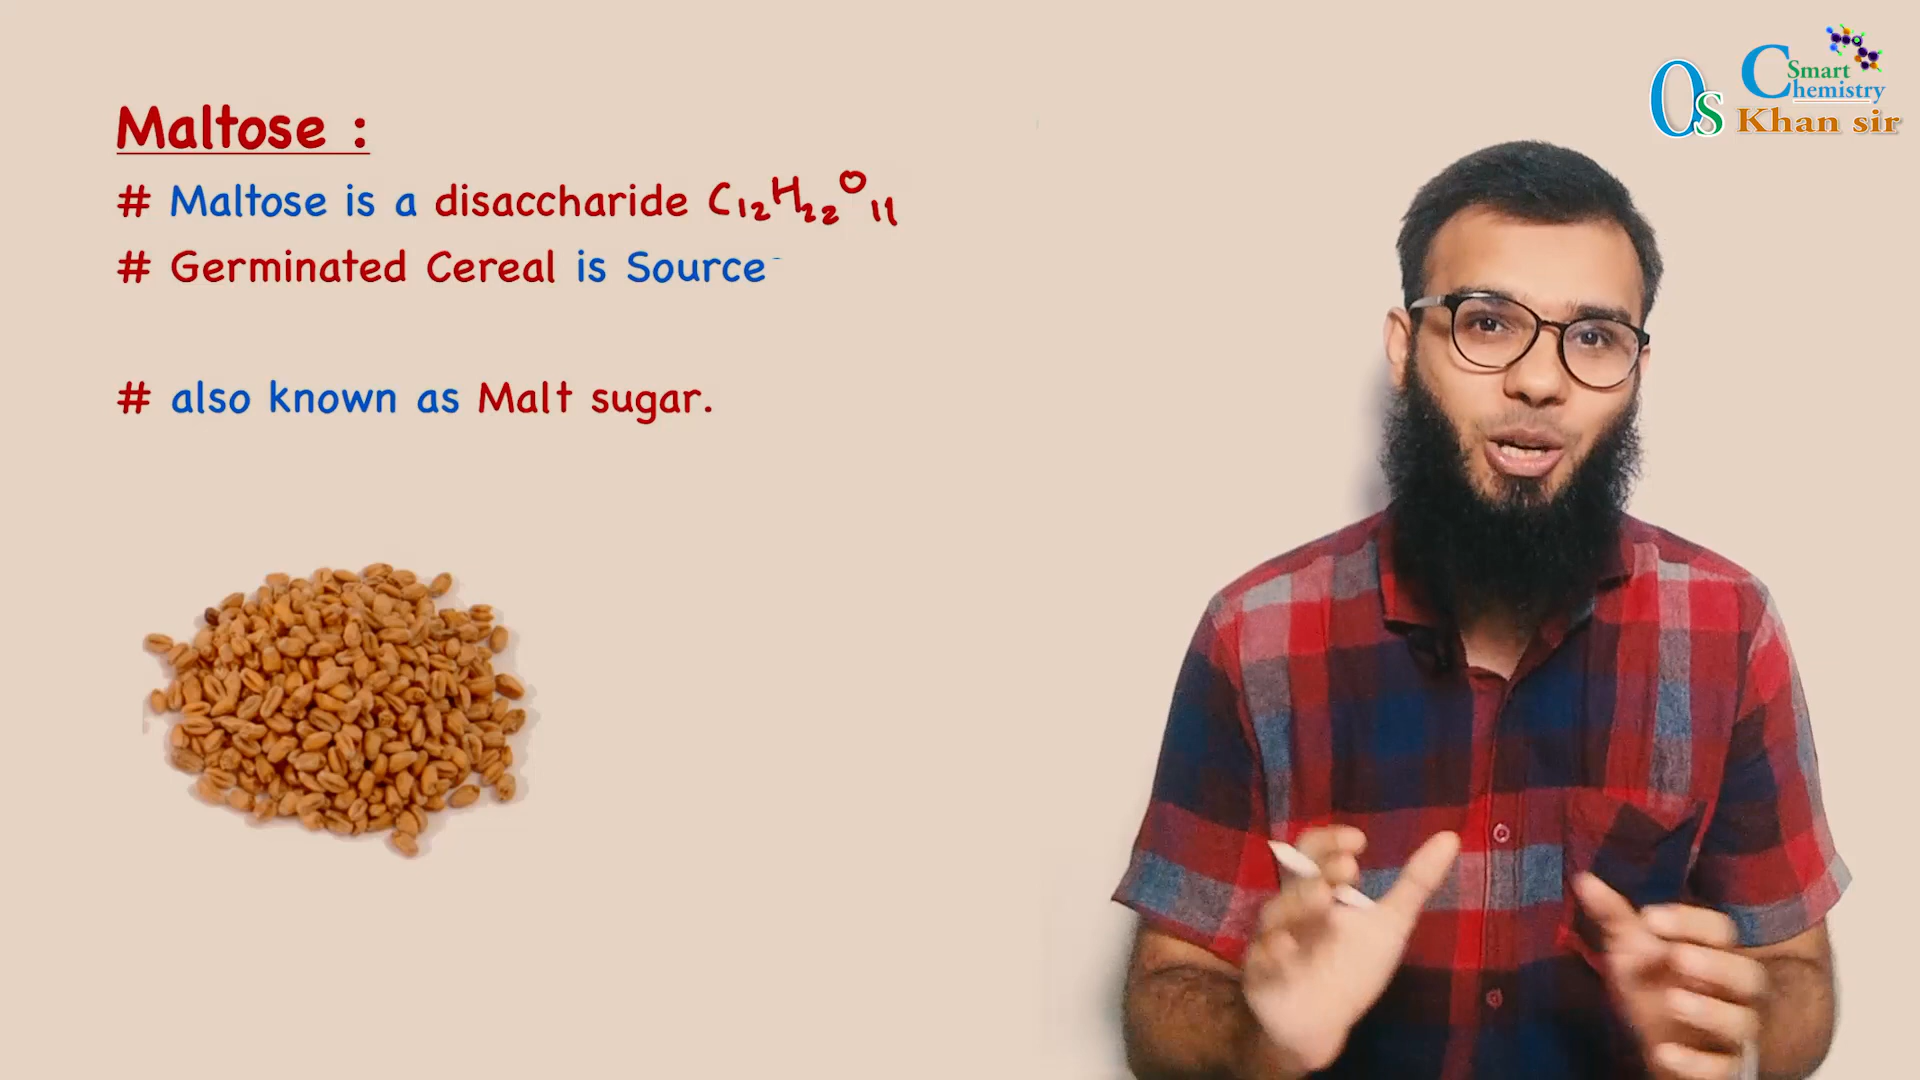 Maltose :
# Maltose is a disaccharide C₁₂H₂₂O₁₁
# Germinated Cereal is Source
# also known as Malt sugar.
Os Smart Chemistry
Khan sir